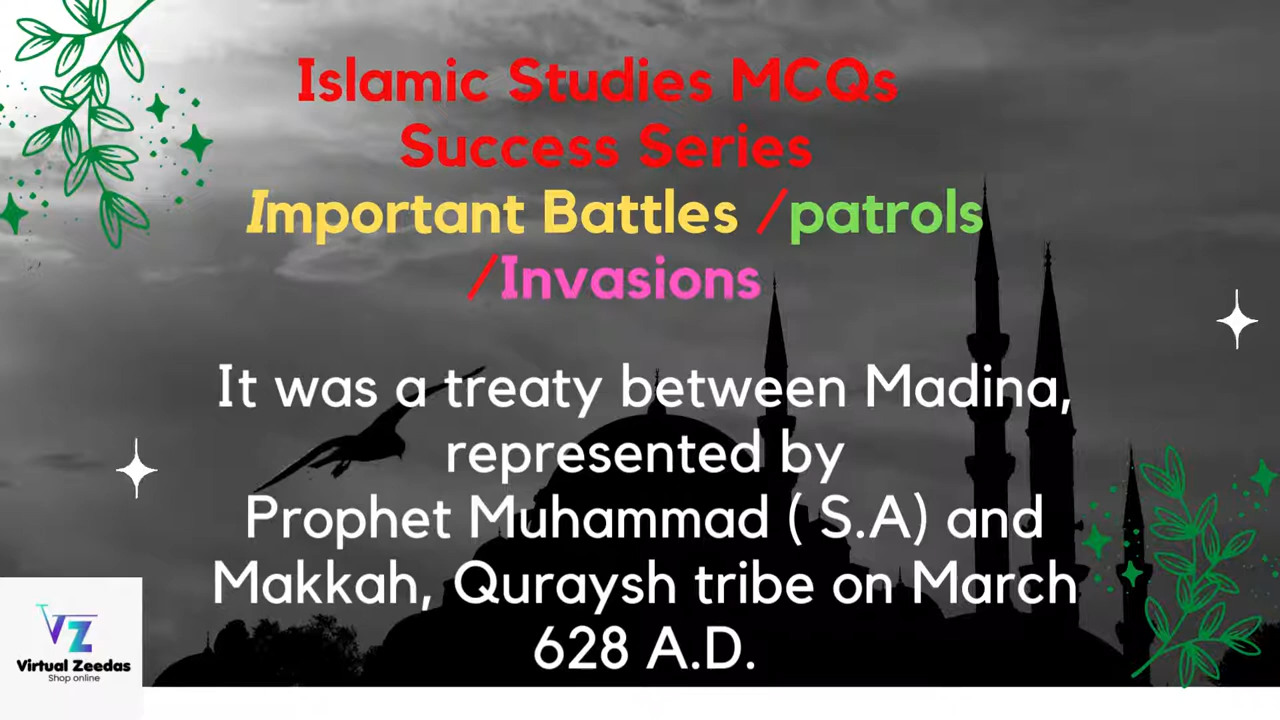 Islamic Studies MCQs
Success Series
Important Battles /patrols
/Invasions
It was a treaty between Madina,
represented by
Prophet Muhammad ( S.A) and
Makkah, Quraysh tribe on March
628 A.D.
VZ
Virtual Zeedas
Shop online